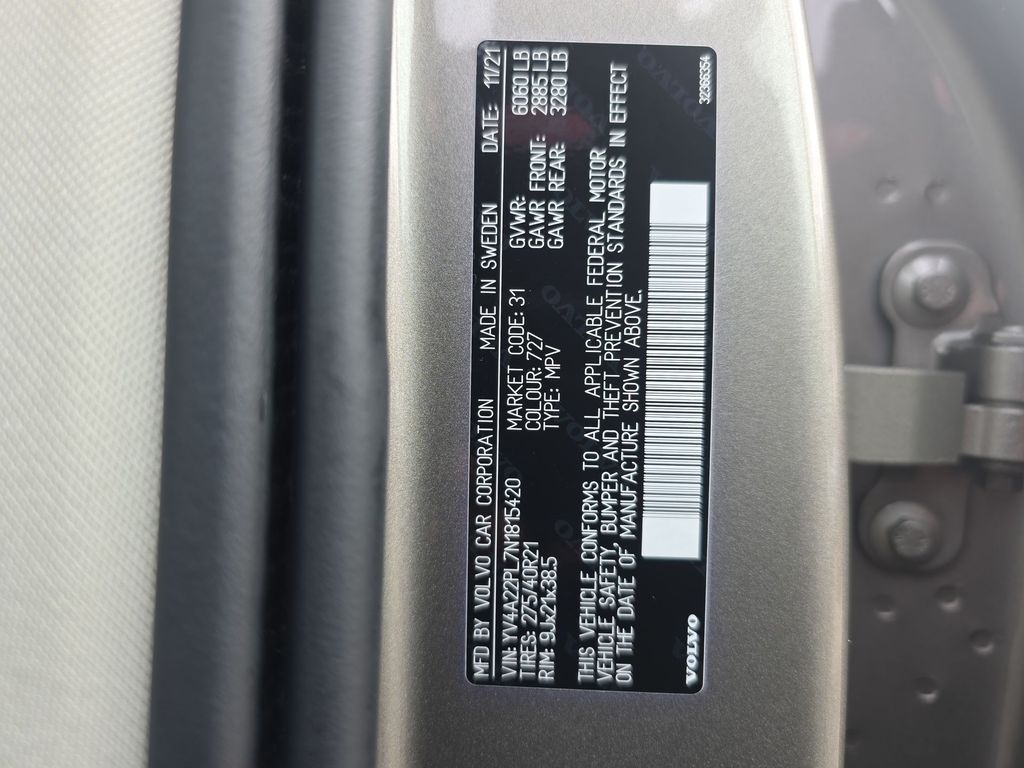 MFD BY VOLVO CAR CORPORATION MADE IN SWEDEN DATE: 11/21
VIN: YV4A22PL7N1815420 MARKET CODE: 31 GVWR: 6060 LB
TIRES: 275/40R21 COLOUR: 727 GAWR FRONT: 2885 LB
RIM: 9Jx21x38.5 TYPE: MPV GAWR REAR: 3280 LB
THIS VEHICLE CONFORMS TO ALL APPLICABLE FEDERAL MOTOR
VEHICLE SAFETY, BUMPER AND THEFT PREVENTION STANDARDS IN EFFECT
ON THE DATE OF MANUFACTURE SHOWN ABOVE.
VOLVO 32366354